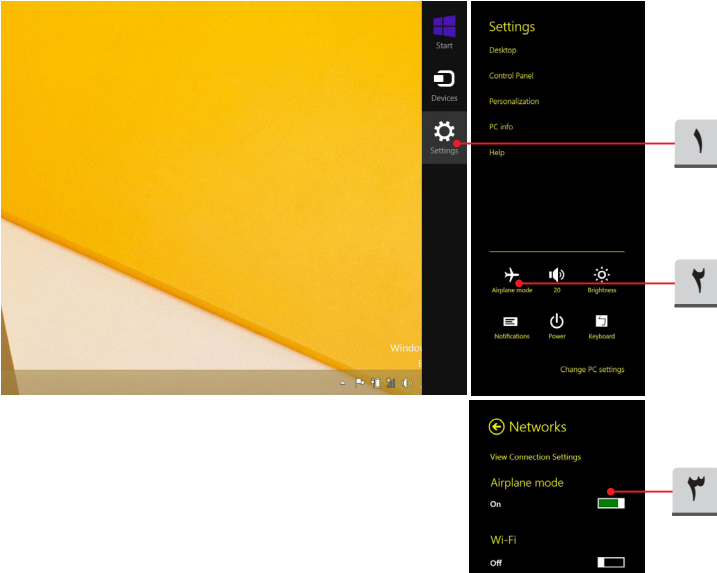 Start
Devices
Settings
Windo
Settings
Desktop
Control Panel
Personalization
PC info
Help
Airplane mode
20
Brightness
Notifications
Power
Keyboard
Change PC settings
١
٢
Networks
View Connection Settings
Airplane mode
On
Wi-Fi
Off
٣